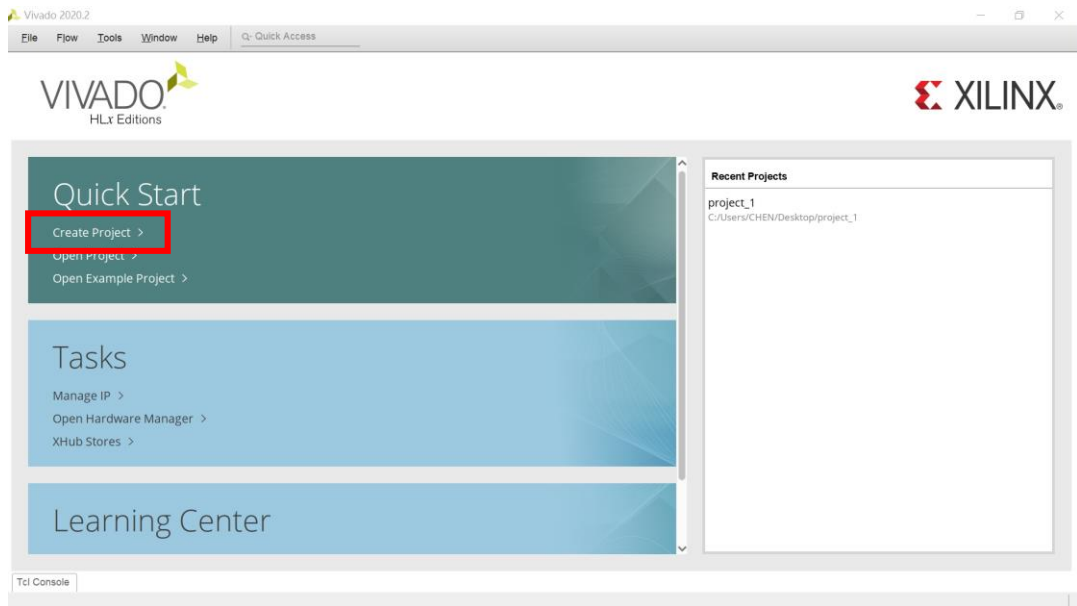 Vivado 2020.2
File Flow Tools Window Help Quick Access
VIVADO.
HLx Editions
XILINX®
Quick Start
Create Project >
Open Project >
Open Example Project >
Tasks
Manage IP >
Open Hardware Manager >
XHub Stores >
Learning Center
Recent Projects
project_1
C:/Users/CHEN/Desktop/project_1
Tcl Console